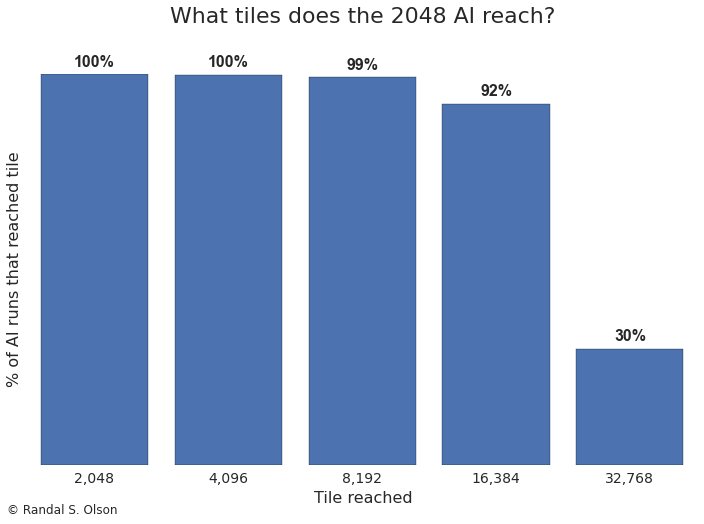 What tiles does the 2048 AI reach?
100%
100%
99%
92%
30%
% of AI runs that reached tile
2,048
4,096
8,192
16,384
32,768
Tile reached
© Randal S. Olson